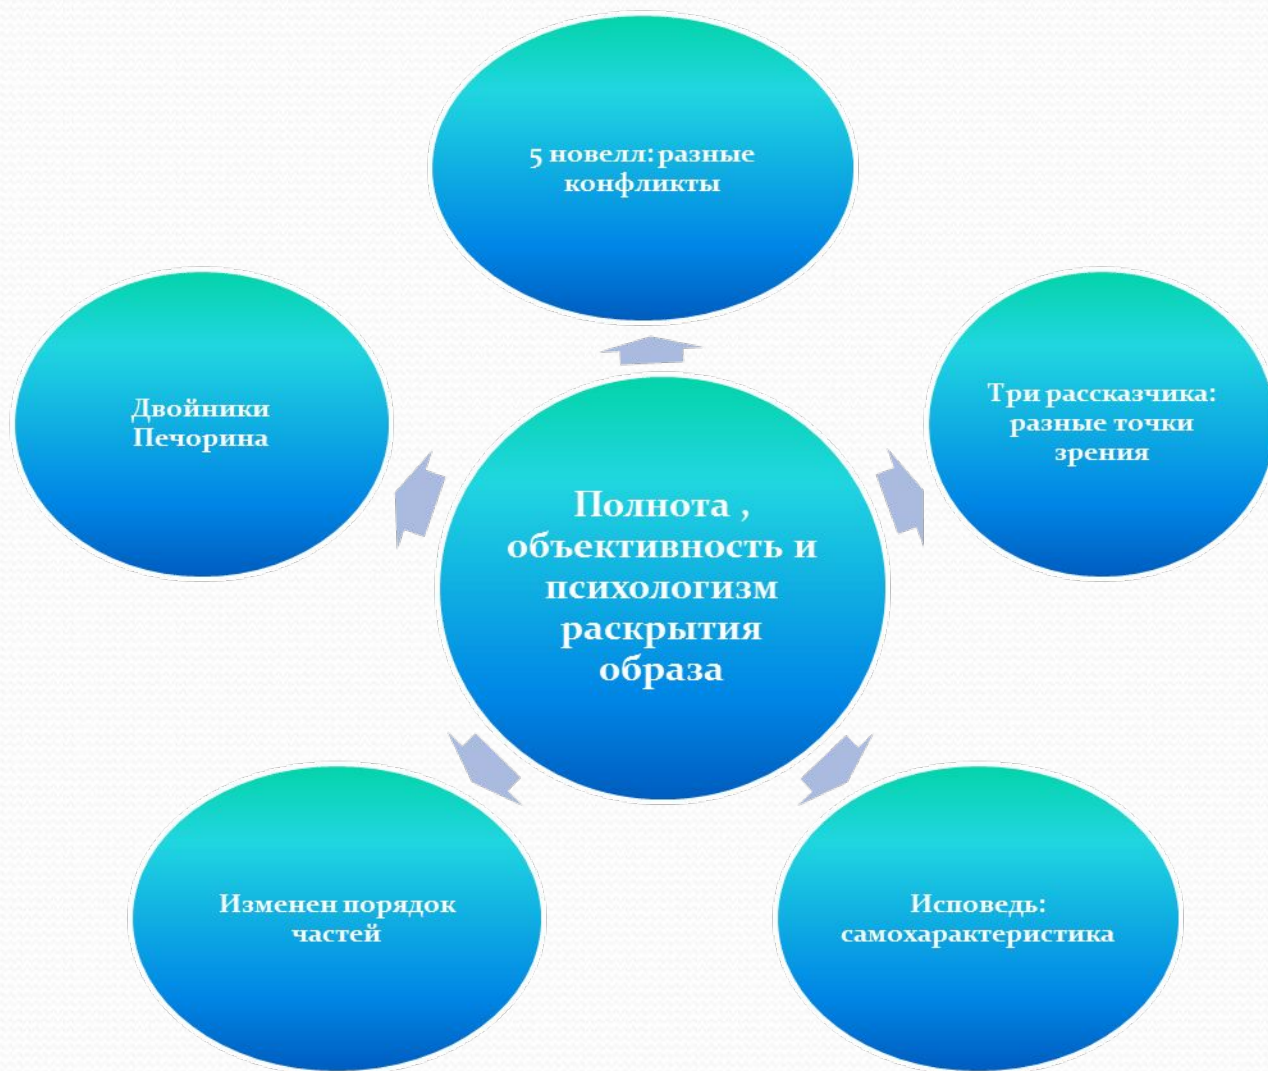 5 новелл: разные
конфликты
Двойники
Печорина
Три рассказчика:
разные точки
зрения
Полнота ,
объективность и
психологизм
раскрытия
образа
Изменен порядок
частей
Исповедь:
самохарактеристика